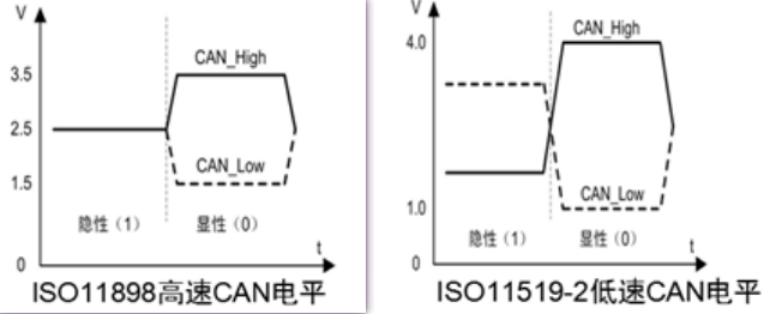 V
3.5
2.5
1.5
0
CAN_High
CAN_Low
隐性（1）
显性（0）
t
ISO11898高速CAN电平
V
4.0
1.0
0
CAN_High
CAN_Low
隐性（1）
显性（0）
t
ISO11519-2低速CAN电平